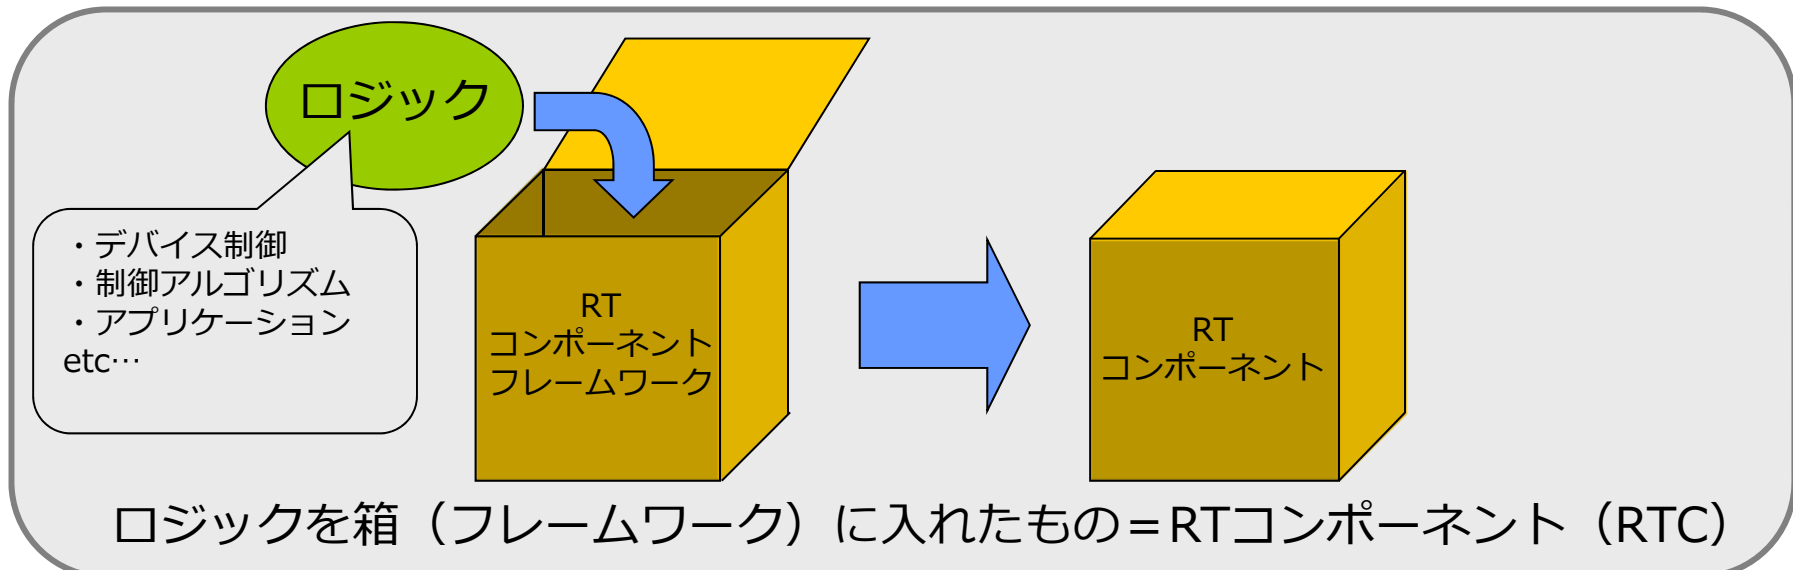 ロジック
・デバイス制御
・制御アルゴリズム
・アプリケーション
etc…
RT
コンポーネント
フレームワーク
RT
コンポーネント
ロジックを箱（フレームワーク）に入れたもの＝RTコンポーネント（RTC）